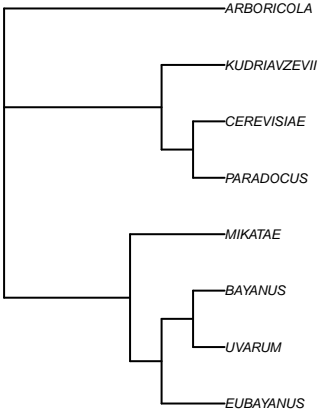 ARBORICOLA
KUDRIAVZEVII
CEREVISIAE
PARADOCUS
MIKATAE
BAYANUS
UVARUM
EUBAYANUS